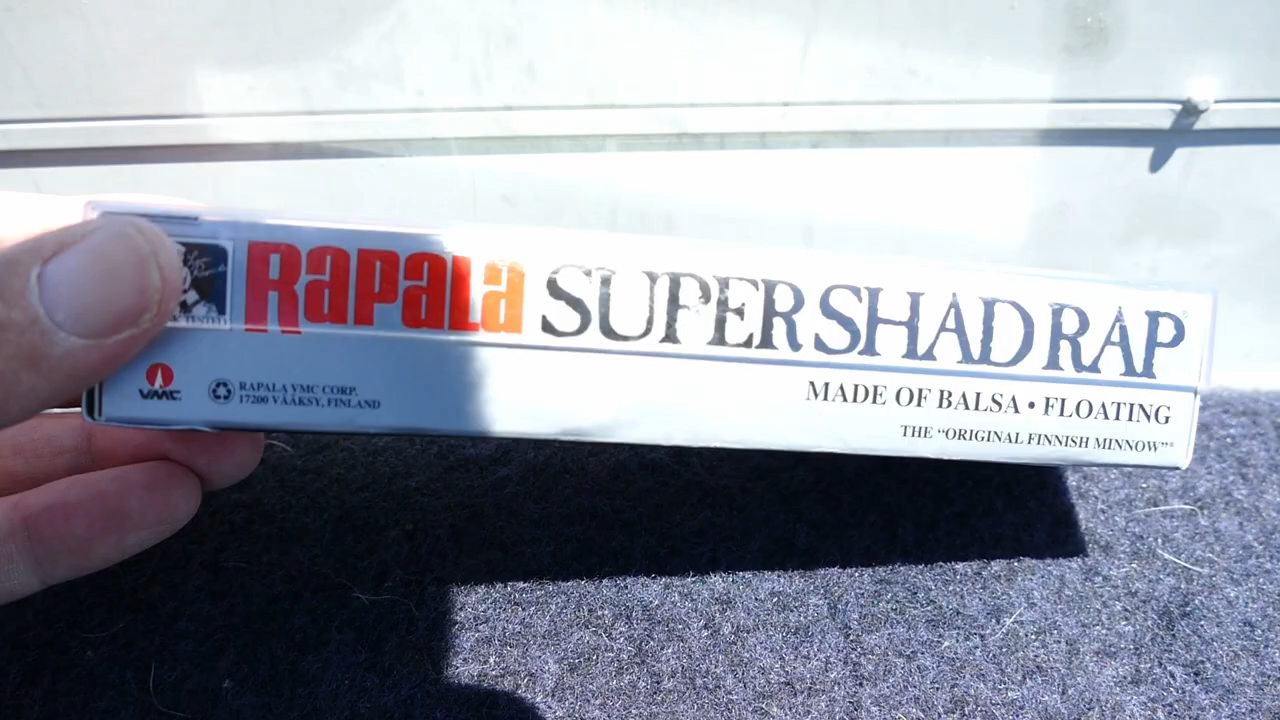 RAPALA SUPER SHAD RAP®
VMC
RAPALA VMC CORP.
17200 VÄÄKSY, FINLAND
MADE OF BALSA • FLOATING
THE “ORIGINAL FINNISH MINNOW”®
TESTED